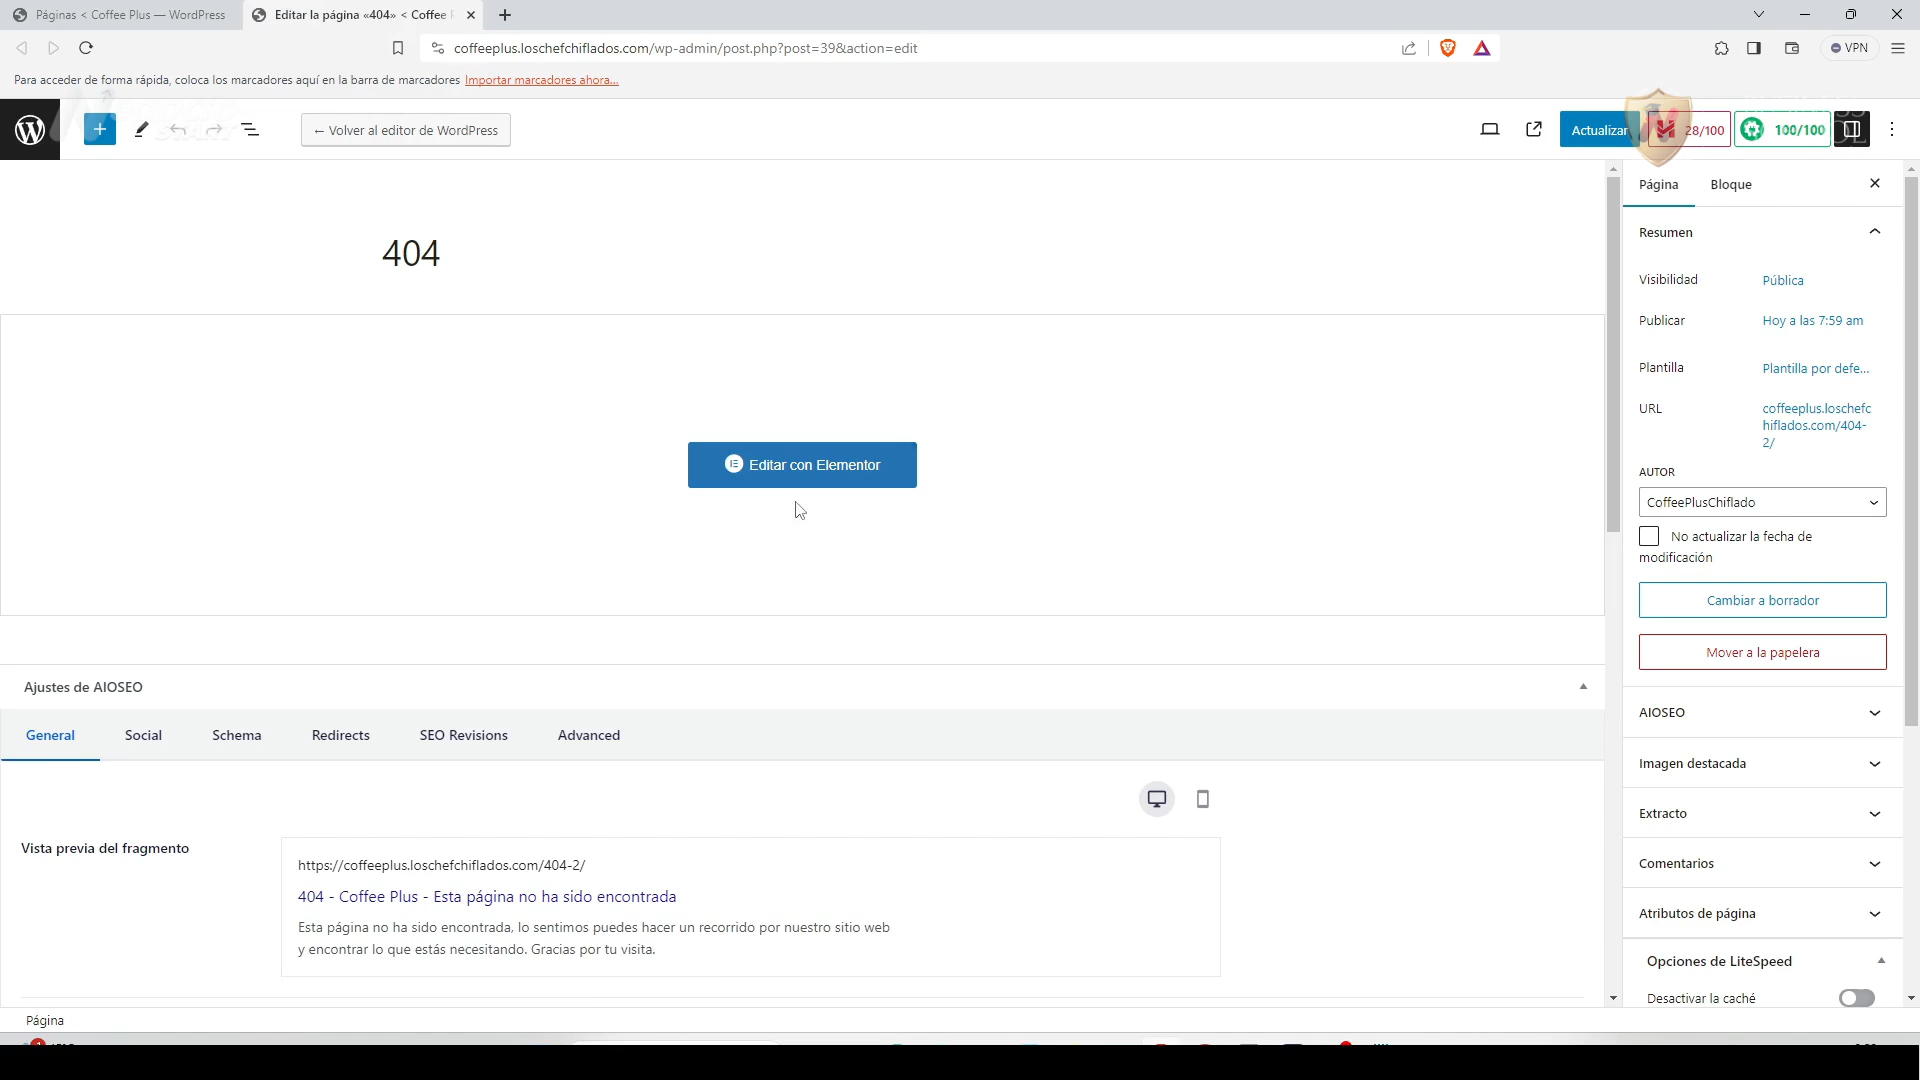 Páginas < Coffee Plus — WordPress
Editar la página «404» < Coffee
coffeeplus.loschefchiflados.com/wp-admin/post.php?post=39&action=edit
VPN
Para acceder de forma rápida, coloca los marcadores aquí en la barra de marcadores Importar marcadores ahora...
← Volver al editor de WordPress
Actualizar
28/100
100/100
Página
Bloque
404
Resumen
Visibilidad
Pública
Publicar
Hoy a las 7:59 am
Plantilla
Plantilla por defe...
URL
coffeeplus.loschefc
hiflados.com/404-
2/
Editar con Elementor
AUTOR
CoffeePlusChiflado
No actualizar la fecha de
modificación
Cambiar a borrador
Mover a la papelera
Ajustes de AIOSEO
General
Social
Schema
Redirects
SEO Revisions
Advanced
AIOSEO
Imagen destacada
Extracto
Comentarios
Atributos de página
Opciones de LiteSpeed
Desactivar la caché
Vista previa del fragmento
https://coffeeplus.loschefchiflados.com/404-2/
404 - Coffee Plus - Esta página no ha sido encontrada
Esta página no ha sido encontrada, lo sentimos puedes hacer un recorrido por nuestro sitio web
y encontrar lo que estás necesitando. Gracias por tu visita.
Página